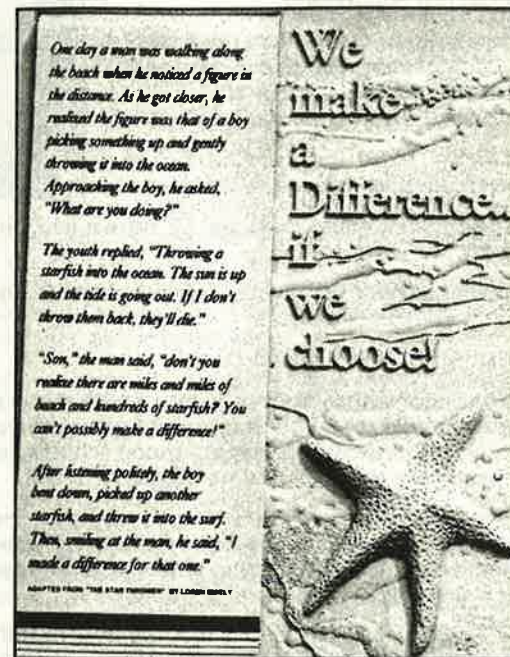 One day a man was walking along
the beach when he noticed a figure in
the distance. As he got closer, he
realized the figure was that of a boy
picking something up and gently
throwing it into the ocean.
Approaching the boy, he asked,
"What are you doing?"
The youth replied, "Throwing a
starfish into the ocean. The sun is up
and the tide is going out. If I don't
throw them back, they'll die."
"Son," the man said, "don't you
realize there are miles and miles of
beach and hundreds of starfish? You
can't possibly make a difference!"
After listening politely, the boy
bent down, picked up another
starfish, and threw it into the surf.
Then, smiling at the man, he said, "I
made a difference for that one."
ADAPTED FROM "THE STAR THROWER" BY LOREN EISELY
We
make
a
Difference..
if
we
choose!